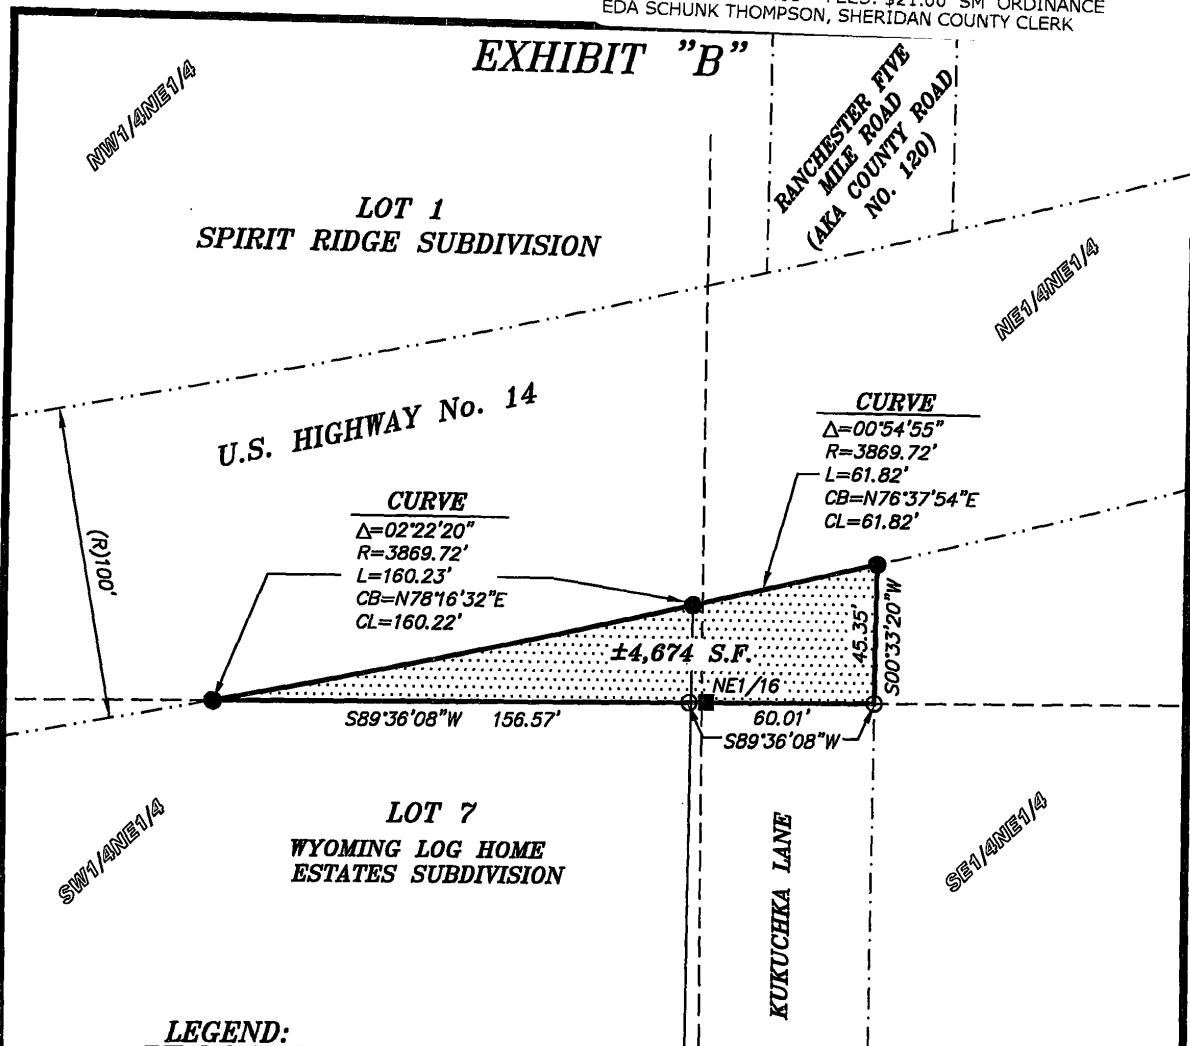 FEES: $21.00 SM ORDINANCE
EDA SCHUNK THOMPSON, SHERIDAN COUNTY CLERK
EXHIBIT "B"
NW1/4NE1/4
RANCHESTER FIVE
MILE ROAD
(AKA COUNTY ROAD
NO. 120)
LOT 1
SPIRIT RIDGE SUBDIVISION
NE1/4NE1/4
U.S. HIGHWAY No. 14
CURVE
Δ=00°54'55"
R=3869.72'
L=61.82'
CB=N76°37'54"E
CL=61.82'
CURVE
Δ=02°22'20"
R=3869.72'
L=160.23'
CB=N78°16'32"E
CL=160.22'
(R)100'
±4,674 S.F.
45.35'
S00°33'20"W
NE1/16
S89°36'08"W 156.57'
60.01'
S89°36'08"W
LOT 7
WYOMING LOG HOME
ESTATES SUBDIVISION
SW1/4NE1/4
KUKUCHKA LANE
SE1/4NE1/4
LEGEND: